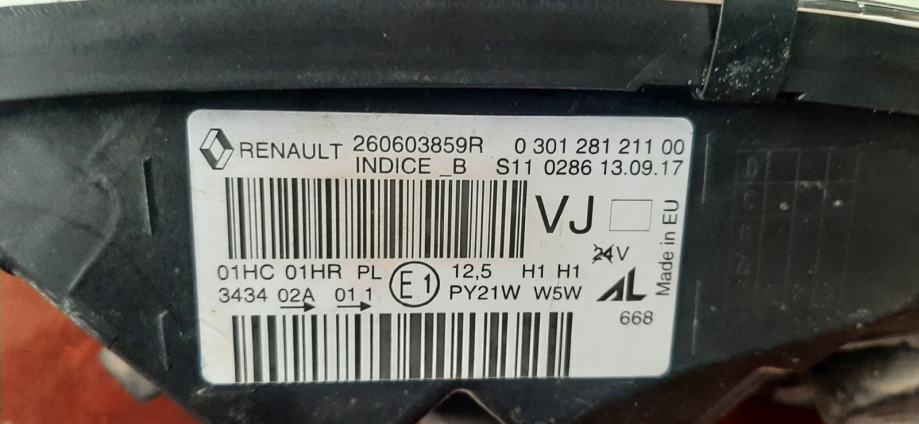 RENAULT 260603859R 0 301 281 211 00
INDICE _B S11 0286 13.09.17
VJ
24V
Made in EU
01HC 01HR PL E1 12,5 H1 H1
3434 02A 01 1 PY21W W5W AL
668